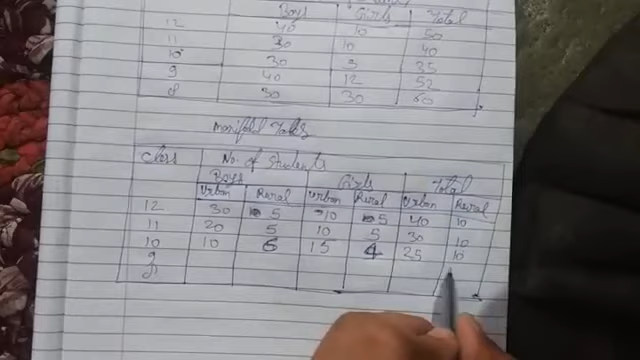 Boys Girls Total
12 40 10 50
11 30 10 40
10 30 35
9 40 12 52
8 30 30 60
Manifold Table
Class No. of Students
Boys Girls Total
Urban Rural Urban Rural Urban Rural
12 30 5 10 5 40 10
11 20 5 10 5 30 10
10 10 6 15 4 25 10
9
8